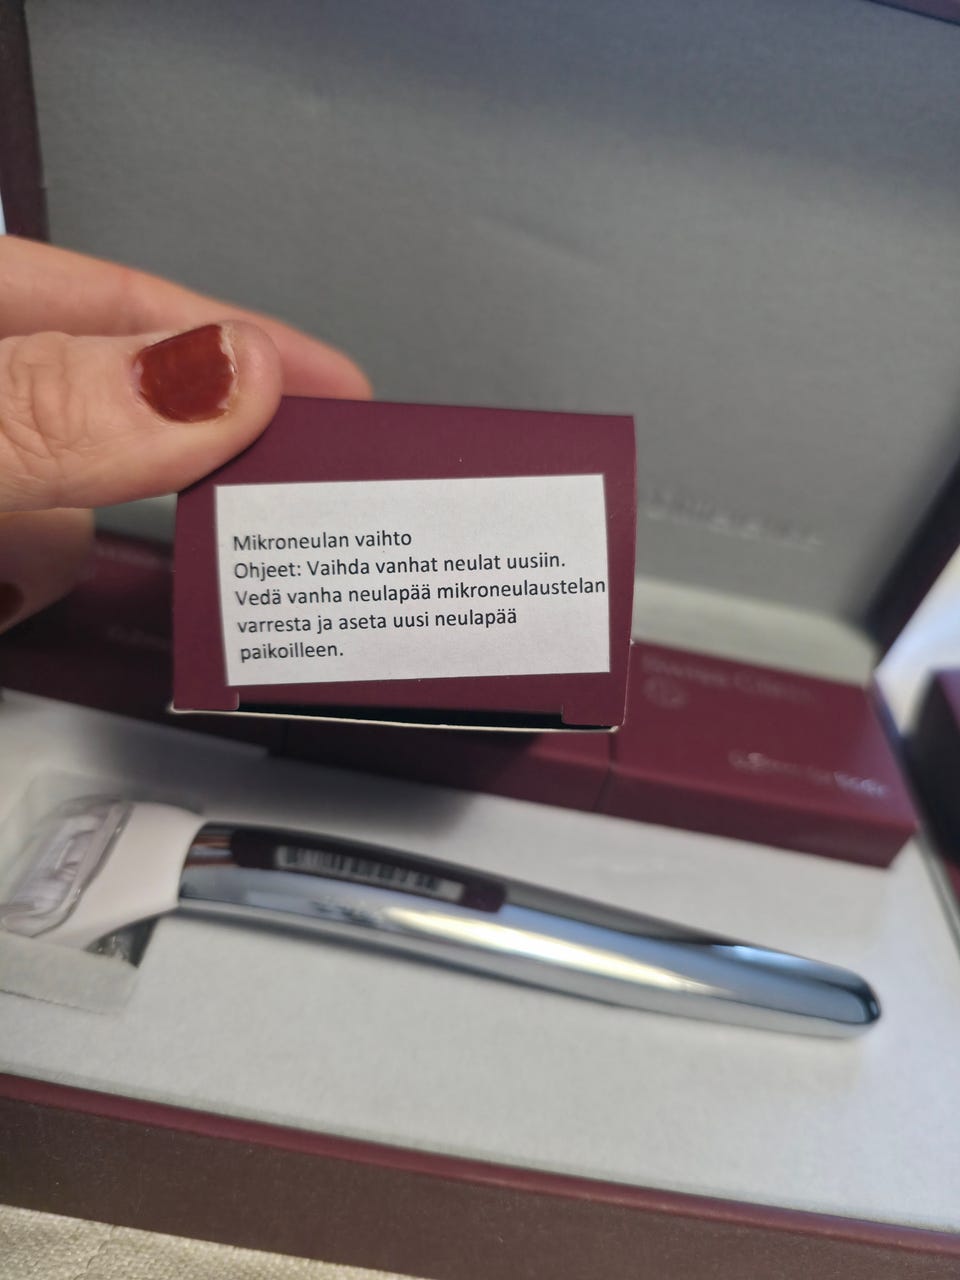 Mikroneulan vaihto
Ohjeet: Vaihda vanhat neulat uusiin.
Vedä vanha neulapää mikroneulaustelan
varresta ja aseta uusi neulapää
paikoilleen.